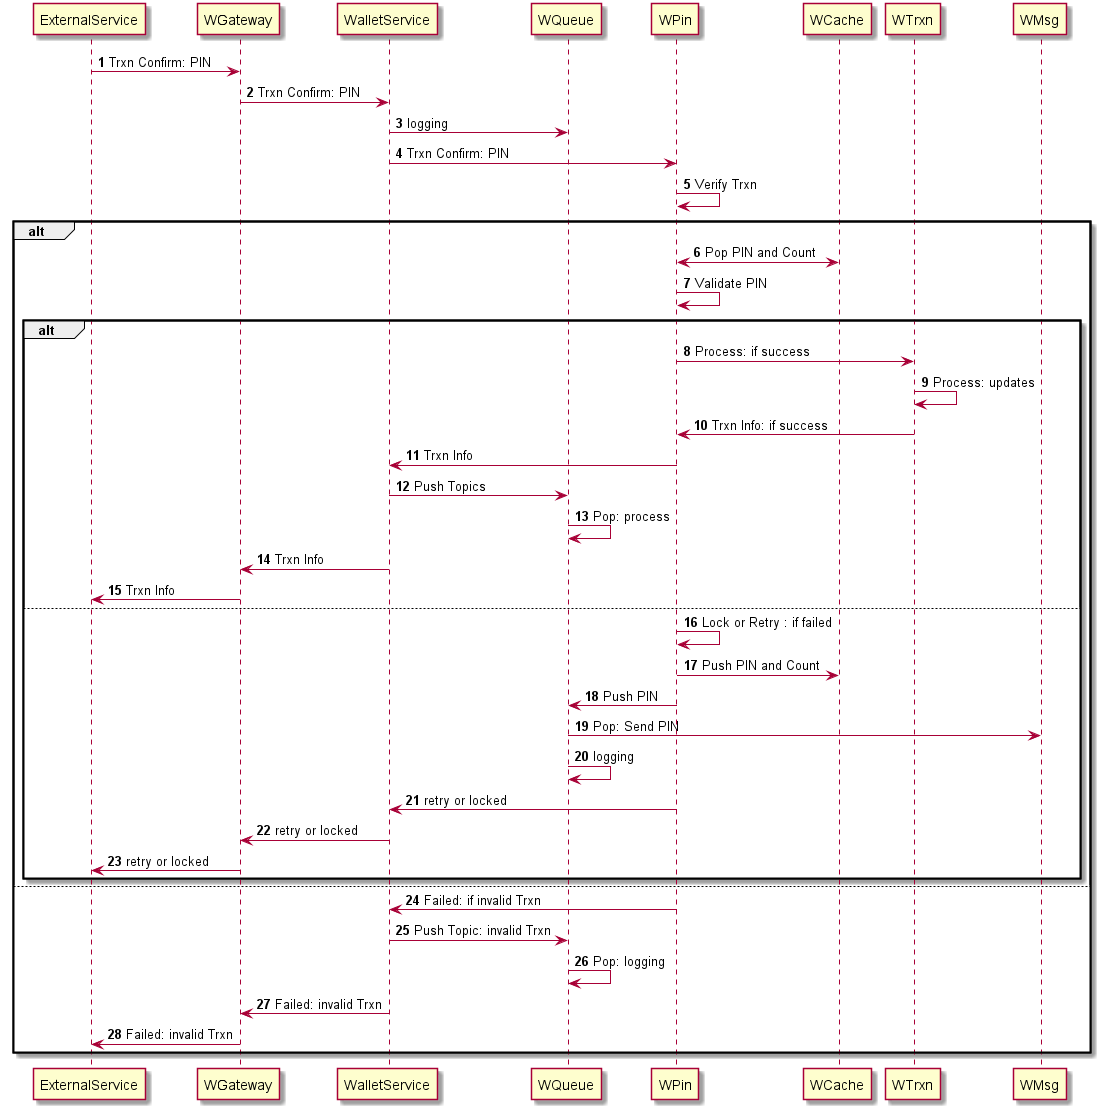 ExternalService WGateway WalletService WQueue WPin WCache WTrxn WMsg
1 Trxn Confirm: PIN
2 Trxn Confirm: PIN
3 logging
4 Trxn Confirm: PIN
5 Verify Trxn
alt
6 Pop PIN and Count
7 Validate PIN
alt
8 Process: if success
9 Process: updates
10 Trxn Info: if success
11 Trxn Info
12 Push Topics
13 Pop: process
14 Trxn Info
15 Trxn Info
16 Lock or Retry : if failed
17 Push PIN and Count
18 Push PIN
19 Pop: Send PIN
20 logging
21 retry or locked
22 retry or locked
23 retry or locked
24 Failed: if invalid Trxn
25 Push Topic: invalid Trxn
26 Pop: logging
27 Failed: invalid Trxn
28 Failed: invalid Trxn
ExternalService WGateway WalletService WQueue WPin WCache WTrxn WMsg